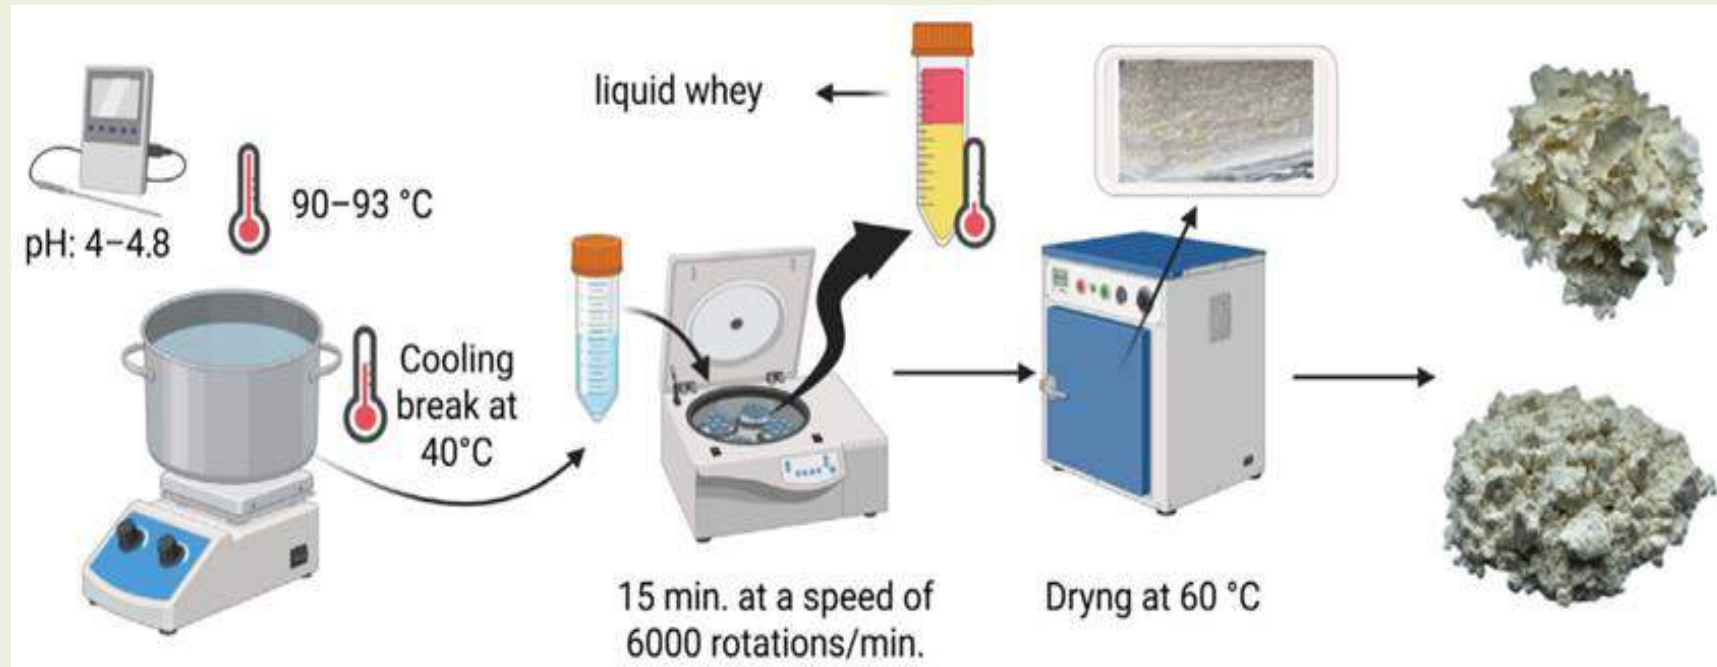 pH: 4–4.8
90–93 °C
Cooling
break at
40°C
liquid whey
15 min. at a speed of
6000 rotations/min.
Dryng at 60 °C